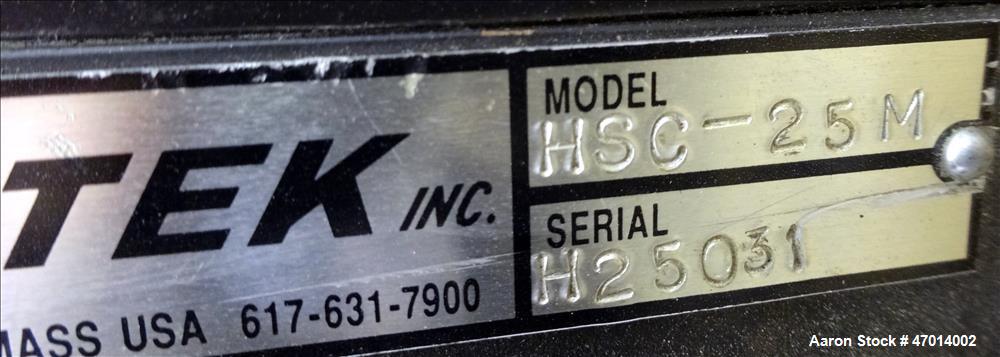 TEK INC.
MASS USA 617-631-7900
MODEL
HSC-25M
SERIAL
H25031
Aaron Stock # 47014002